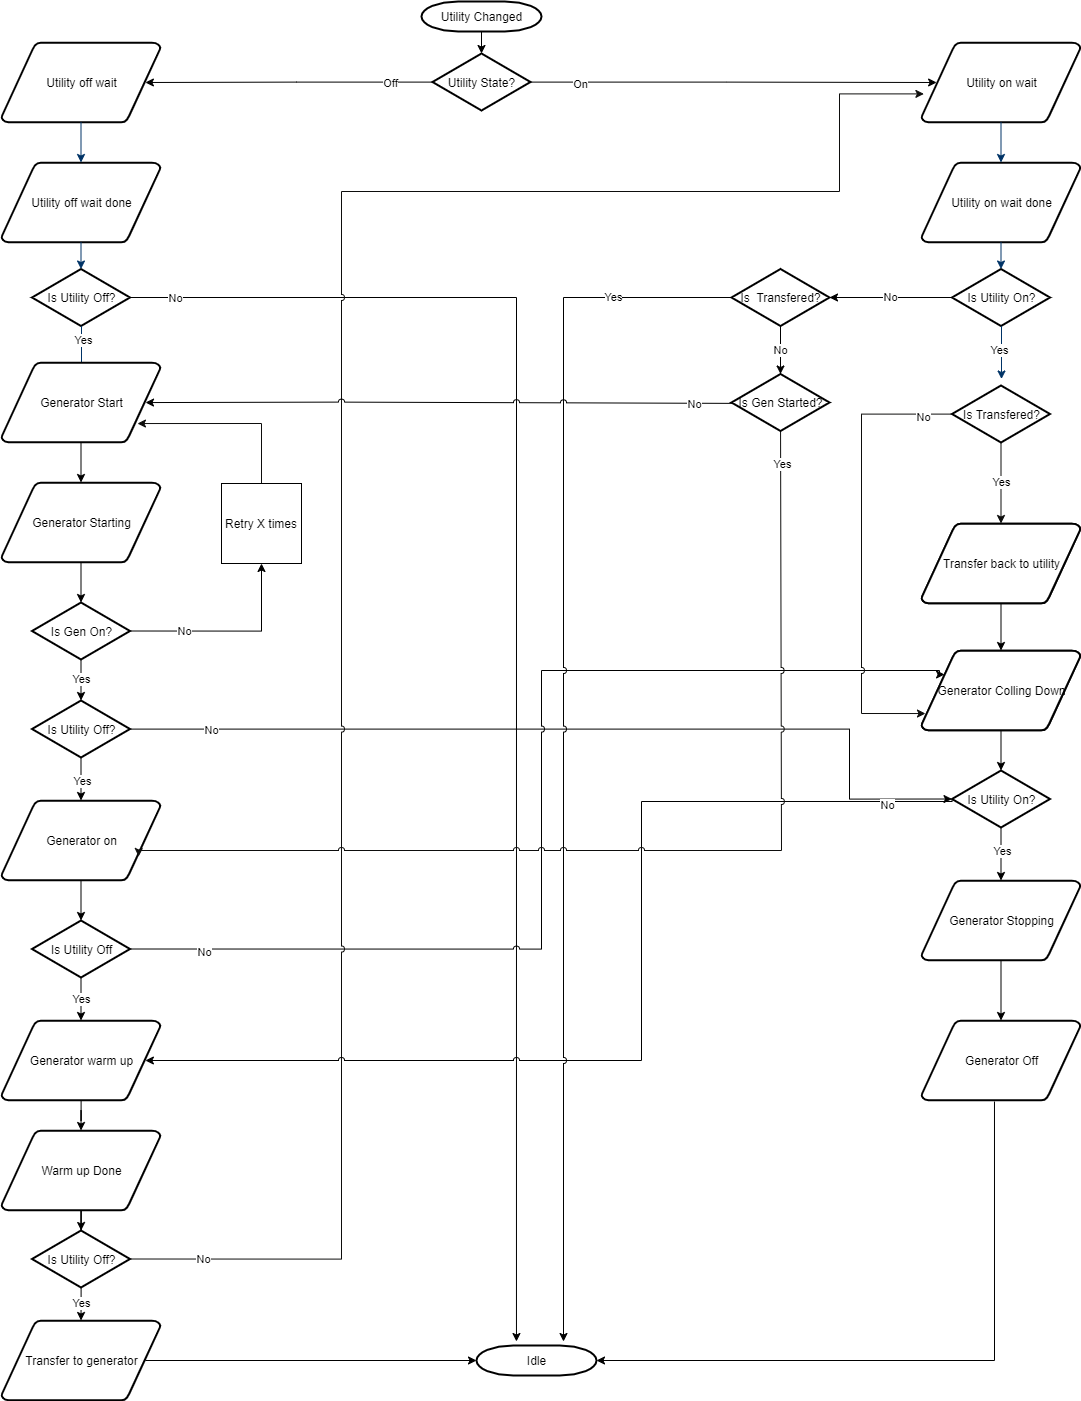 Utility Changed
Utility off wait
Off
Utility State?
On
Utility on wait
Utility off wait done
Utility on wait done
Is Utility Off?
No
Yes
Is  Transfered?
No
Is Utility On?
Yes
No
Yes
Generator Start
No
Is Gen Started?
No
Is Transfered?
Yes
Yes
Generator Starting
Retry X times
Transfer back to utility
Is Gen On?
No
Yes
Generator Colling Down
Is Utility Off?
No
Yes
No
Is Utility On?
Generator on
Yes
Generator Stopping
Is Utility Off
No
Yes
Generator warm up
Generator Off
Warm up Done
Is Utility Off?
No
Yes
Transfer to generator
Idle